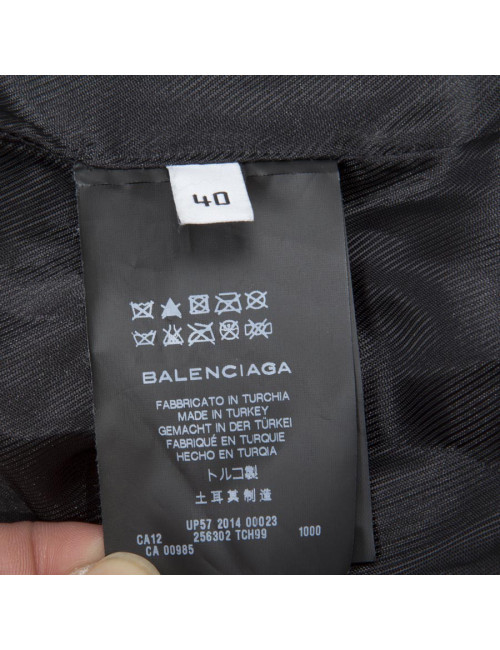 40
BALENCIAGA
FABBRICATO IN TURCHIA
MADE IN TURKEY
GEMACHT IN DER TÜRKEI
FABRIQUÉ EN TURQUIE
HECHO EN TURQIA
トルコ製
土耳其制造
UP57 2014 00023
CA12 256302 TCH99 1000
CA 00985